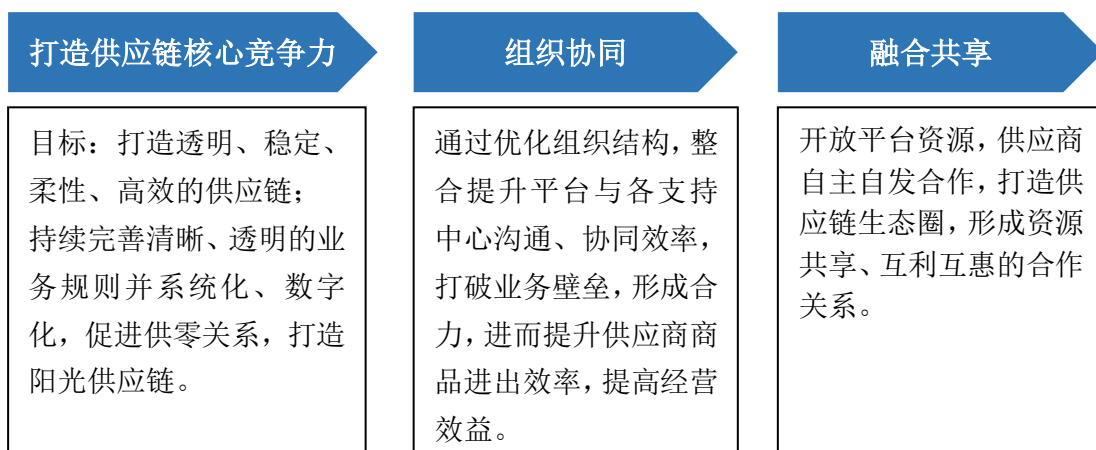 打造供应链核心竞争力
目标：打造透明、稳定、
柔性、高效的供应链；
持续完善清晰、透明的业
务规则并系统化、数字
化，促进供零关系，打造
阳光供应链。
组织协同
通过优化组织结构，整
合提升平台与各支持
中心沟通、协同效率，
打破业务壁垒，形成合
力，进而提升供应商商
品进出效率，提高经营
效益。
融合共享
开放平台资源，供应商
自主自发合作，打造供
应链生态圈，形成资源
共享、互利互惠的合作
关系。